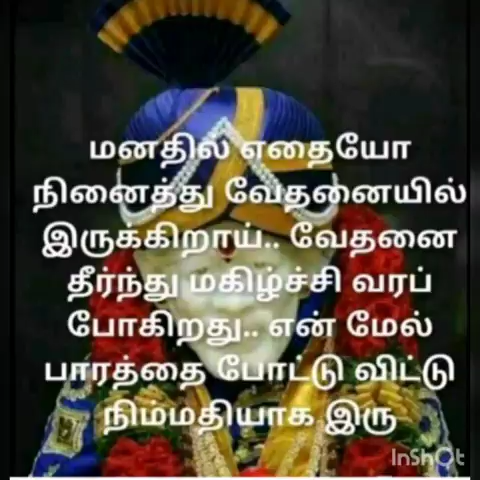 மனதில் எதையோ
நினைத்து வேதனையில்
இருக்கிறாய்.. வேதனை
தீர்ந்து மகிழ்ச்சி வரப்
போகிறது.. என் மேல்
பாரத்தை போட்டு விட்டு
நிம்மதியாக இரு
InShOt